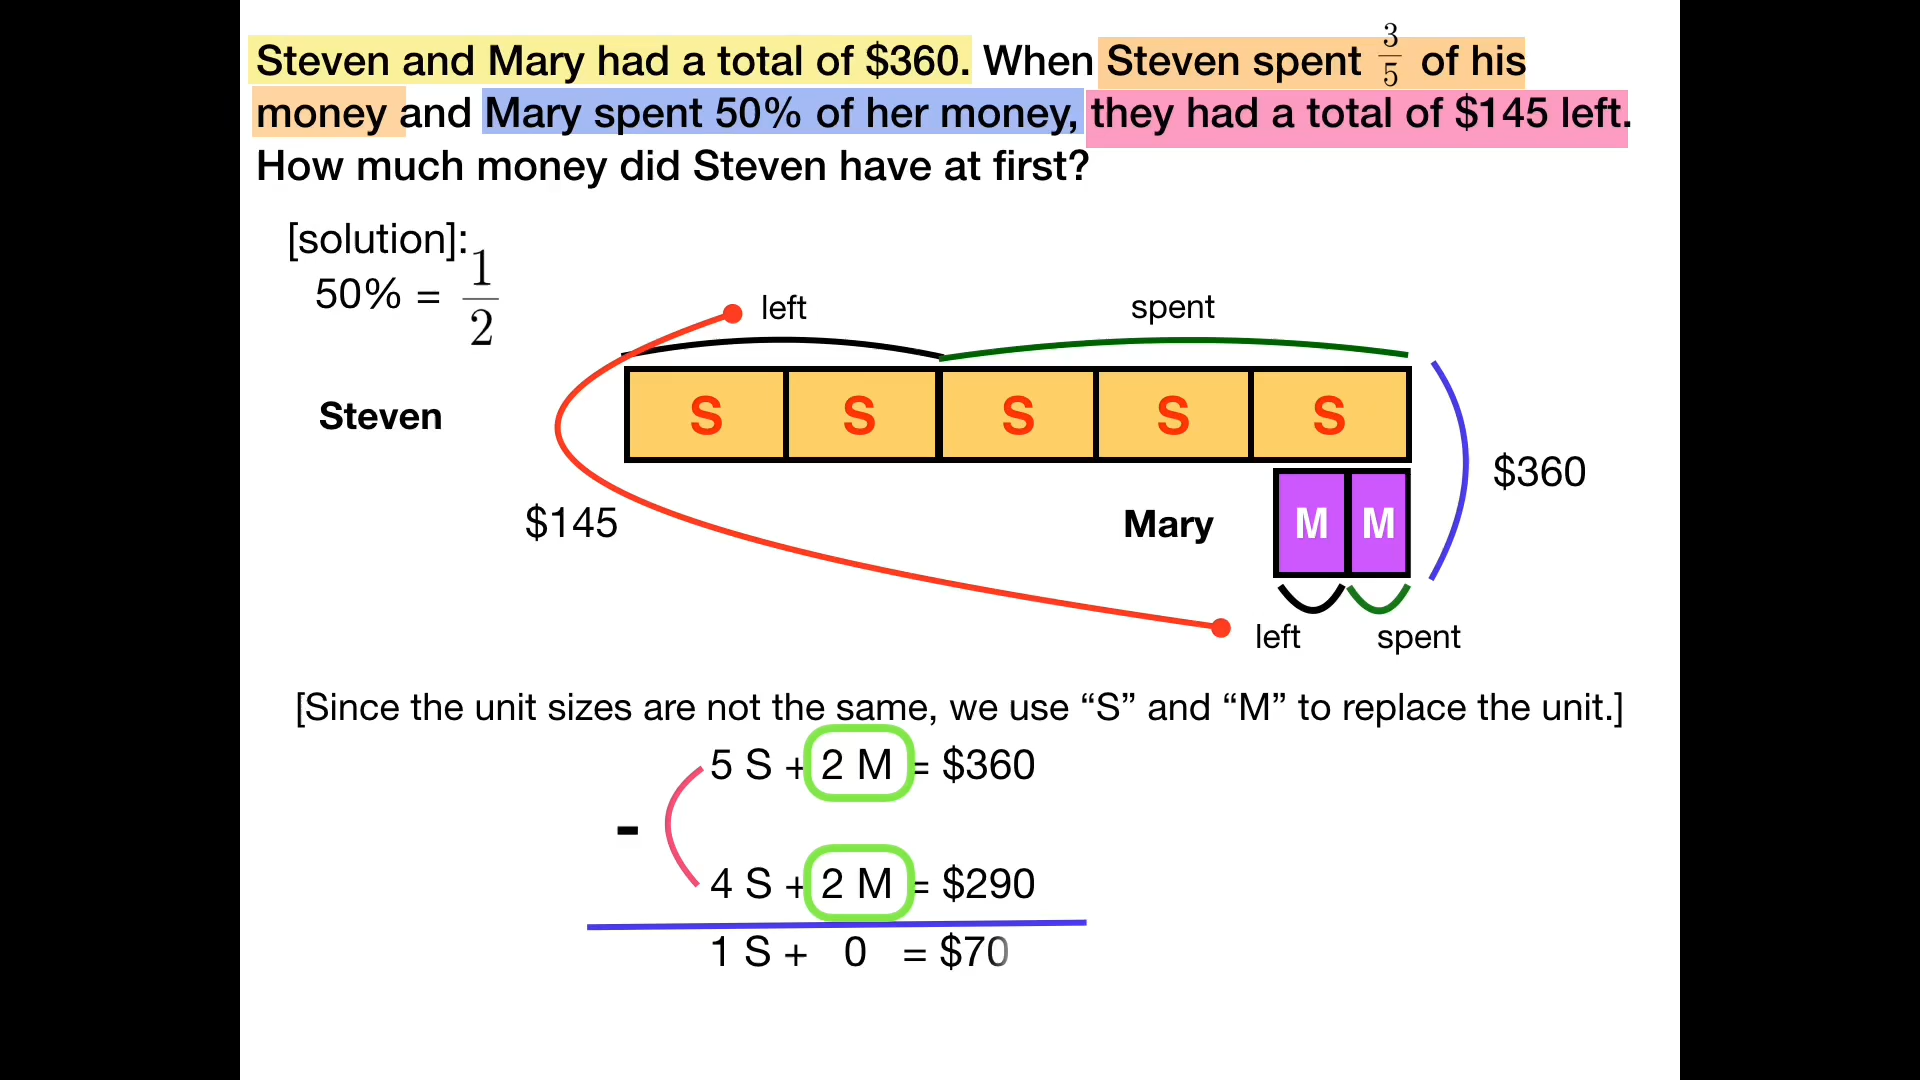 Steven and Mary had a total of $360. When Steven spent 3/5 of his
money and Mary spent 50% of her money, they had a total of $145 left.
How much money did Steven have at first?
[solution]:
50% = 1/2
left spent
Steven S S S S S
$360
$145 Mary M M
left spent
[Since the unit sizes are not the same, we use “S” and “M” to replace the unit.]
5 S + 2 M = $360
-
4 S + 2 M = $290
1 S + 0 = $70